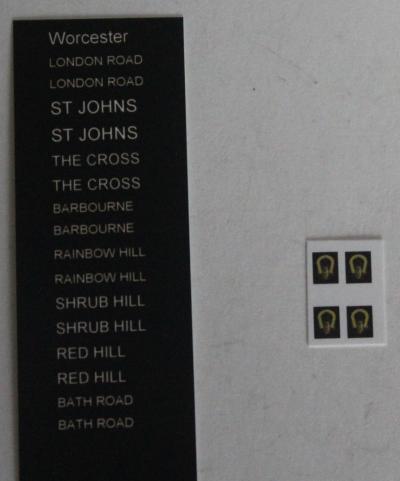 Worcester
LONDON ROAD
LONDON ROAD
ST JOHNS
ST JOHNS
THE CROSS
THE CROSS
BARBOURNE
BARBOURNE
RAINBOW HILL
RAINBOW HILL
SHRUB HILL
SHRUB HILL
RED HILL
RED HILL
BATH ROAD
BATH ROAD